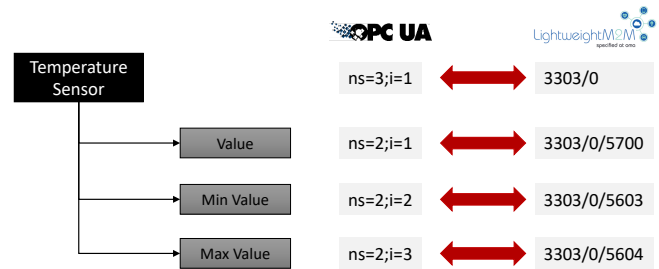 OPC UA
LightweightM2M
specified at oma
Temperature
Sensor
ns=3;i=1
3303/0
Value
ns=2;i=1
3303/0/5700
Min Value
ns=2;i=2
3303/0/5603
Max Value
ns=2;i=3
3303/0/5604